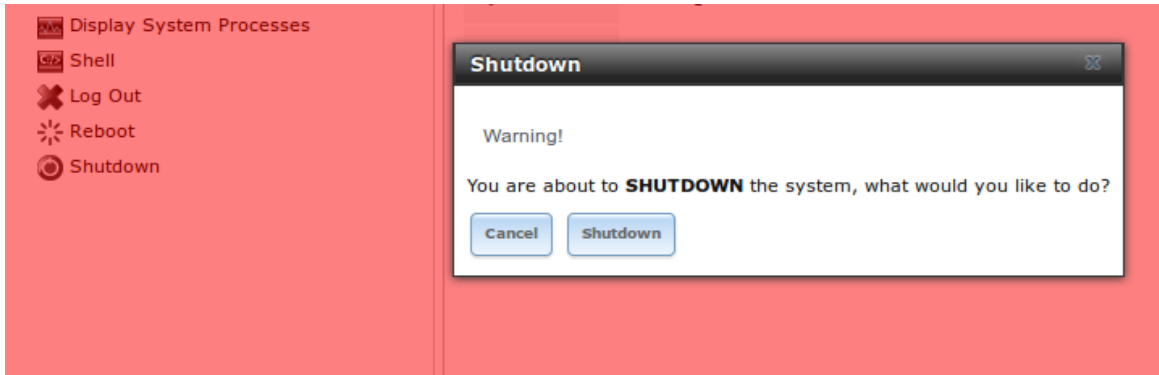 Display System Processes
Shell
Log Out
Reboot
Shutdown
Shutdown
Warning!
You are about to SHUTDOWN the system, what would you like to do?
Cancel
Shutdown